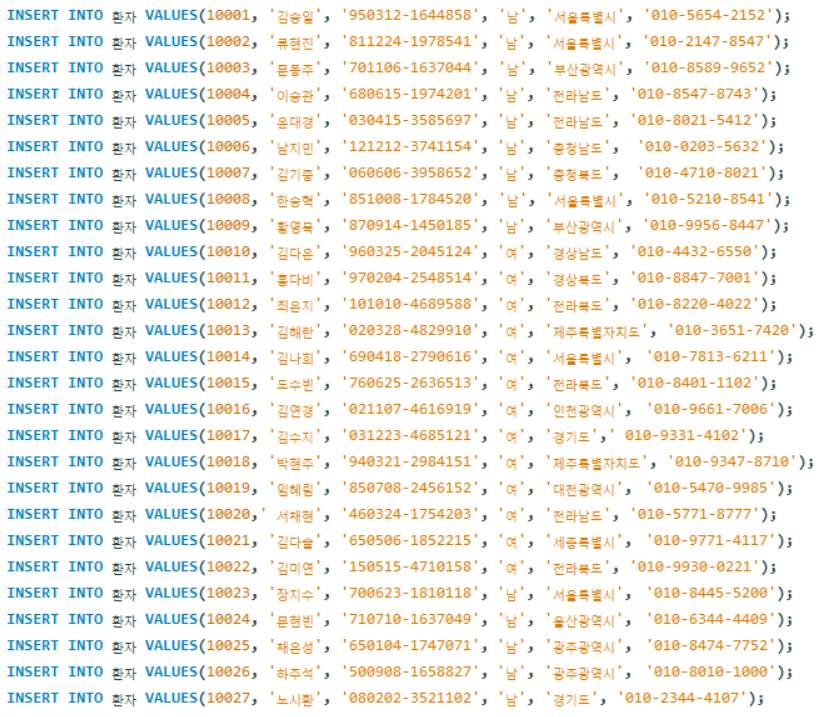 INSERT INTO 환자 VALUES(10001, '김승일', '950312-1644858', '남', '서울특별시', '010-5654-2152');
INSERT INTO 환자 VALUES(10002, '류현진', '811224-1978541', '남', '서울특별시', '010-2147-8547');
INSERT INTO 환자 VALUES(10003, '문동주', '701106-1637044', '남', '부산광역시', '010-8589-9652');
INSERT INTO 환자 VALUES(10004, '이승관', '680615-1974201', '남', '전라남도', '010-8547-8743');
INSERT INTO 환자 VALUES(10005, '윤대경', '030415-3585697', '남', '전라남도', '010-8021-5412');
INSERT INTO 환자 VALUES(10006, '남지민', '121212-3741154', '남', '충청남도', '010-0203-5632');
INSERT INTO 환자 VALUES(10007, '김기중', '060606-3958652', '남', '충청북도', '010-4710-8021');
INSERT INTO 환자 VALUES(10008, '한승혁', '851008-1784520', '남', '서울특별시', '010-5210-8541');
INSERT INTO 환자 VALUES(10009, '황영묵', '870914-1450185', '남', '부산광역시', '010-9956-8447');
INSERT INTO 환자 VALUES(10010, '김다은', '960325-2045124', '여', '경상남도', '010-4432-6550');
INSERT INTO 환자 VALUES(10011, '홍다비', '970204-2548514', '여', '경상북도', '010-8847-7001');
INSERT INTO 환자 VALUES(10012, '최은지', '101010-4689588', '여', '전라북도', '010-8220-4022');
INSERT INTO 환자 VALUES(10013, '김해란', '020328-4829910', '여', '제주특별자치도', '010-3651-7420');
INSERT INTO 환자 VALUES(10014, '김나희', '690418-2790616', '여', '서울특별시', '010-7813-6211');
INSERT INTO 환자 VALUES(10015, '도수빈', '760625-2636513', '여', '전라북도', '010-8401-1102');
INSERT INTO 환자 VALUES(10016, '김연경', '021107-4616919', '여', '인천광역시', '010-9661-7006');
INSERT INTO 환자 VALUES(10017, '김수지', '031223-4685121', '여', '경기도',' 010-9331-4102');
INSERT INTO 환자 VALUES(10018, '박현주', '940321-2984151', '여', '제주특별자치도', '010-9347-8710');
INSERT INTO 환자 VALUES(10019, '임혜림', '850708-2456152', '여', '대전광역시', '010-5470-9985');
INSERT INTO 환자 VALUES(10020,' 서채현', '460324-1754203', '여', '전라남도', '010-5771-8777');
INSERT INTO 환자 VALUES(10021, '김다솔', '650506-1852215', '여', '세종특별시', '010-9771-4117');
INSERT INTO 환자 VALUES(10022, '김미연', '150515-4710158', '여', '전라북도', '010-9930-0221');
INSERT INTO 환자 VALUES(10023, '장지수', '700623-1810118', '남', '서울특별시', '010-8445-5200');
INSERT INTO 환자 VALUES(10024, '문현빈', '710710-1637049', '남', '울산광역시', '010-6344-4409');
INSERT INTO 환자 VALUES(10025, '채은성', '650104-1747071', '남', '광주광역시', '010-8474-7752');
INSERT INTO 환자 VALUES(10026, '하주석', '500908-1658827', '남', '광주광역시', '010-8010-1000');
INSERT INTO 환자 VALUES(10027, '노시환', '080202-3521102', '남', '경기도', '010-2344-4107');